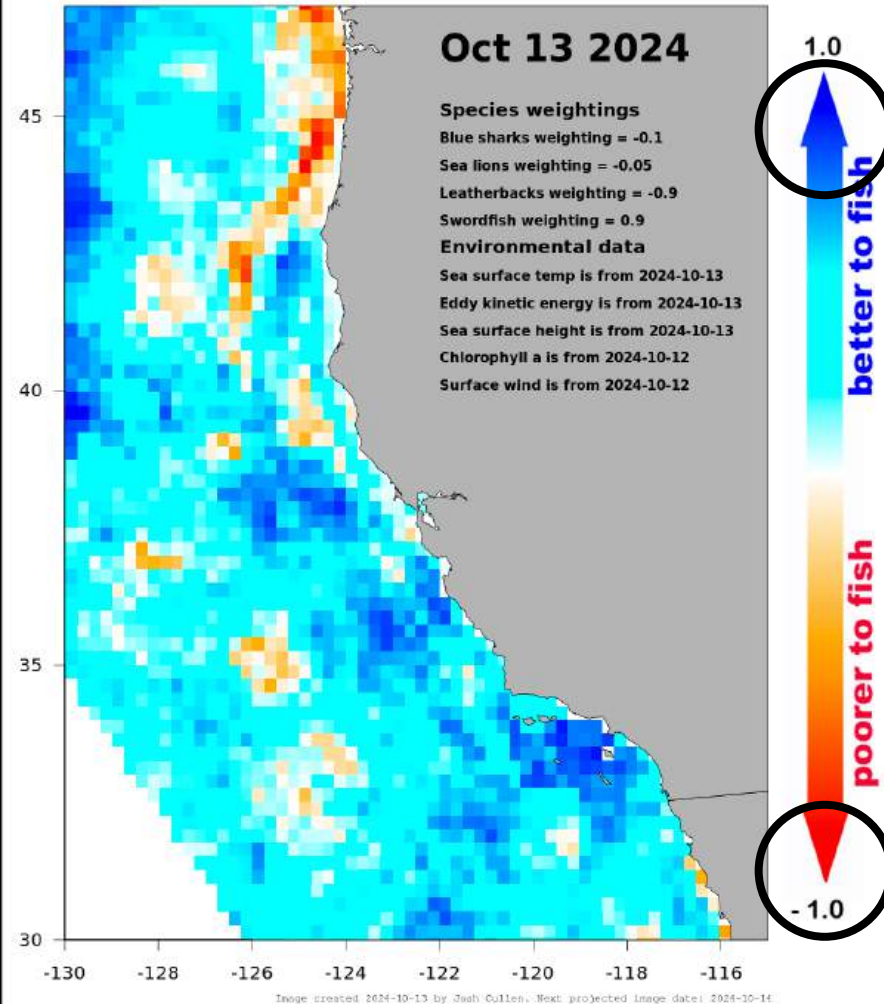 Oct 13 2024
Species weightings
Blue sharks weighting = -0.1
Sea lions weighting = -0.05
Leatherbacks weighting = -0.9
Swordfish weighting = 0.9
Environmental data
Sea surface temp is from 2024-10-13
Eddy kinetic energy is from 2024-10-13
Sea surface height is from 2024-10-13
Chlorophyll a is from 2024-10-12
Surface wind is from 2024-10-12
1.0
better to fish
poorer to fish
- 1.0
45
40
35
30
-130
-128
-126
-124
-122
-120
-118
-116
Image created 2024-10-13 by Josh Cullen. Next projected image date: 2024-10-14